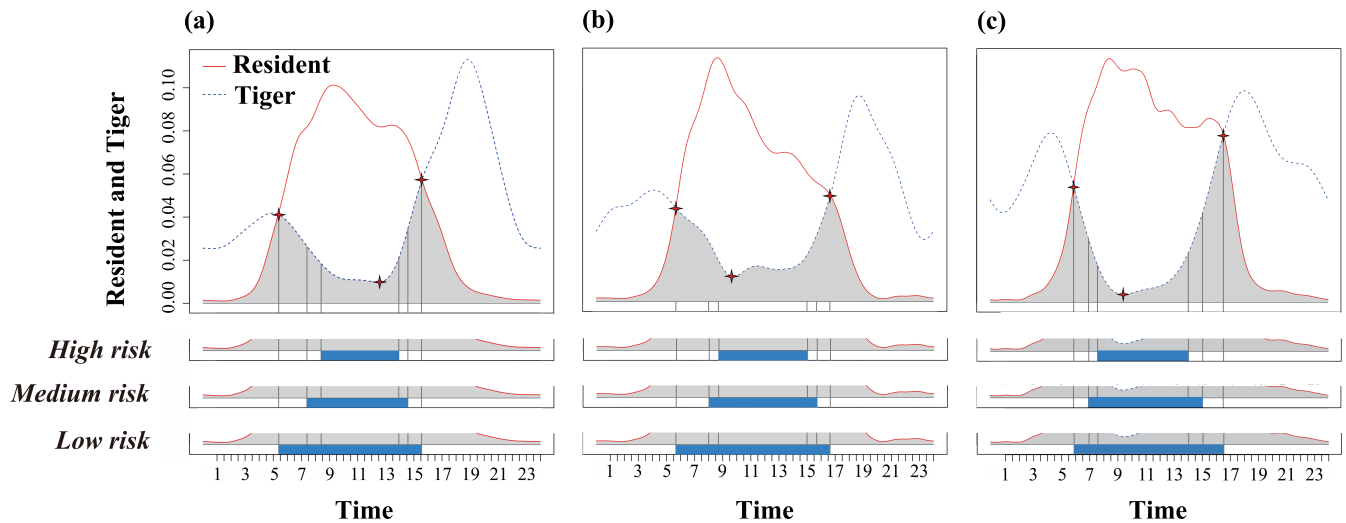 (a) (b) (c)
Resident
Tiger
Resident and Tiger
0.10
0.08
0.06
0.04
0.02
0.00
High risk
Medium risk
Low risk
1 3 5 7 9 11 13 15 17 19 23
1 3 5 7 9 11 13 15 17 19 23
1 3 5 7 9 11 13 15 17 19 23
Time Time Time